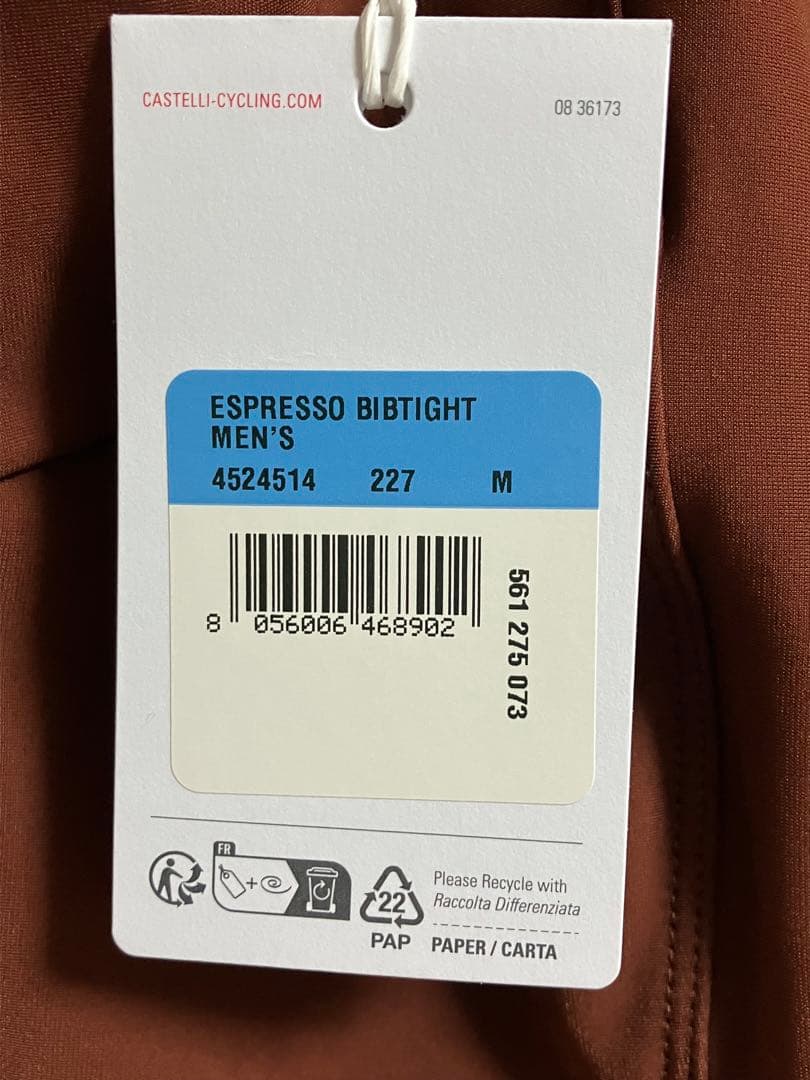 CASTELLI-CYCLING.COM
08 36173
ESPRESSO BIBTIGHT
MEN'S
4524514 227 M
8 056006 468902
561 275 073
FR
22
PAP
Please Recycle with
Raccolta Differenziata
PAPER / CARTA